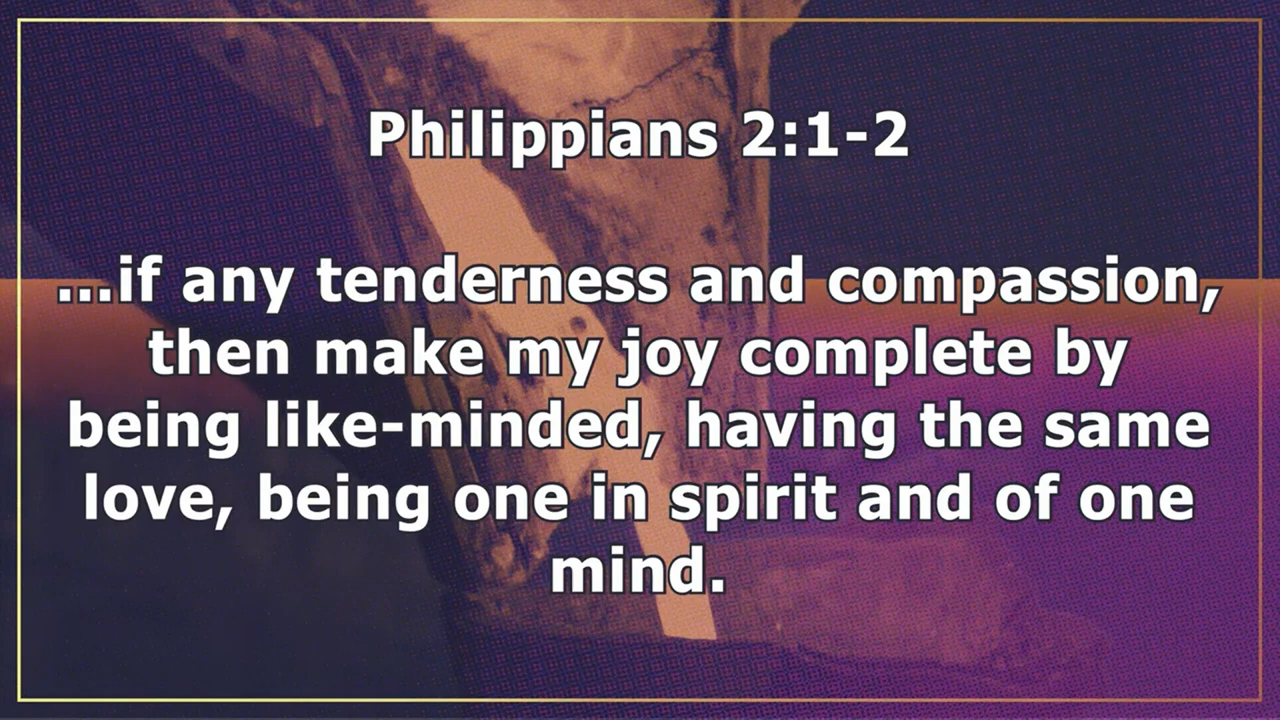 Philippians 2:1-2
...if any tenderness and compassion,
then make my joy complete by
being like-minded, having the same
love, being one in spirit and of one
mind.